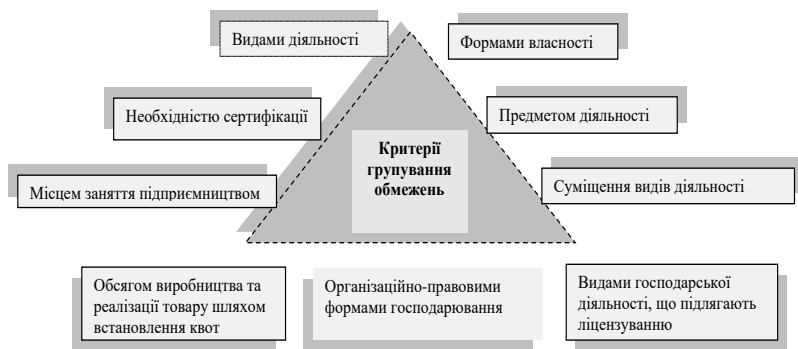 Видами діяльності
Формами власності
Необхідністю сертифікації
Предметом діяльності
Критерії
групування
обмежень
Місцем заняття підприємництвом
Суміщення видів діяльності
Обсягом виробництва та
реалізації товару шляхом
встановлення квот
Організаційно-правовими
формами господарювання
Видами господарської
діяльності, що підлягають
ліцензуванню